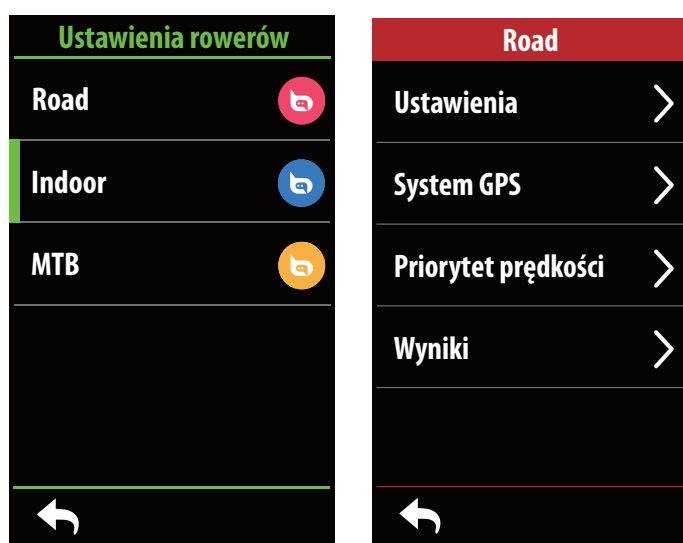 Ustawienia rowerów
Road
Indoor
MTB
Road
Ustawienia
System GPS
Priorytet prędkości
Wyniki